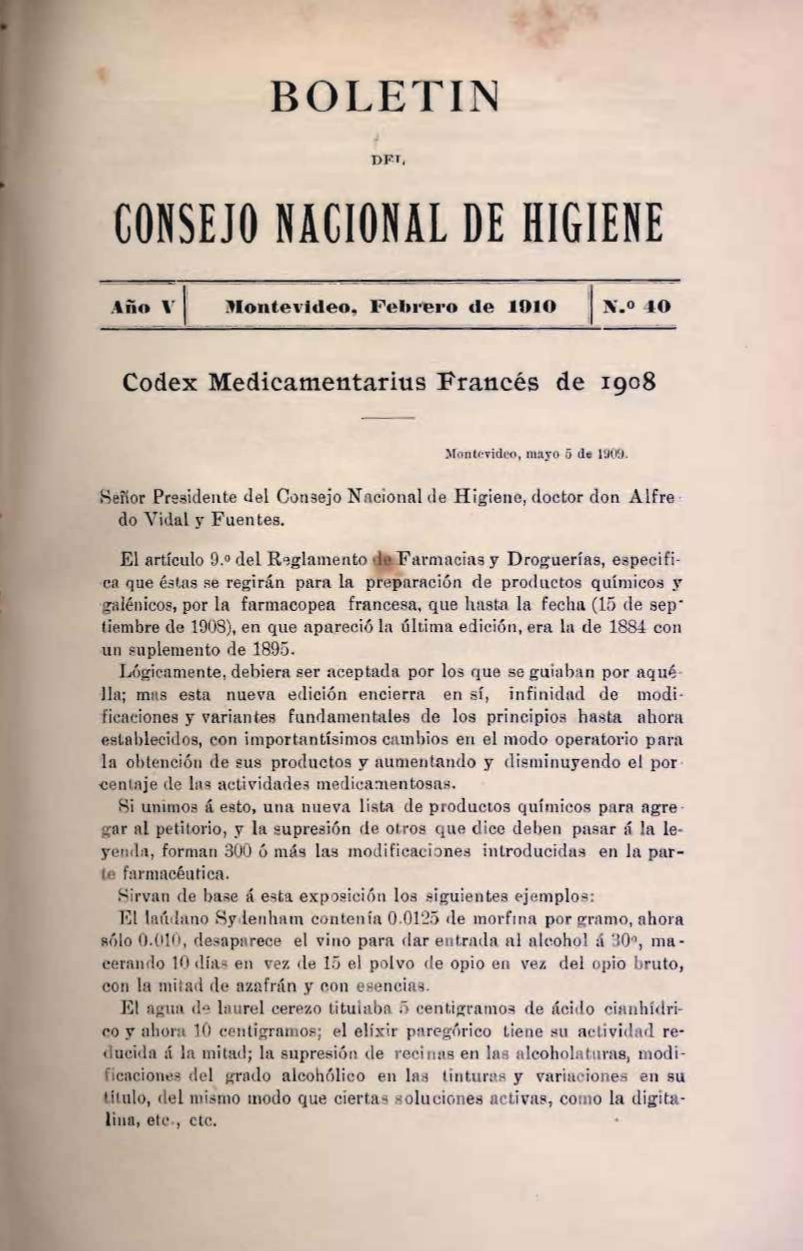 BOLETIN
DEL
CONSEJO NACIONAL DE HIGIENE
Año V Montevideo, Febrero de 1910 N.º 40
Codex Medicamentarius Francés de 1908
Montevideo, mayo 5 de 1909.
Señor Presidente del Consejo Nacional de Higiene, doctor don Alfre-
do Vidal y Fuentes.
El artículo 9.º del Reglamento de Farmacias y Droguerías, especifi-
ca que éstas se regirán para la preparación de productos químicos y
galénicos, por la farmacopea francesa, que hasta la fecha (15 de sep-
tiembre de 1908), en que apareció la última edición, era la de 1884 con
un suplemento de 1895.
Lógicamente, debiera ser aceptada por los que se guiaban por aqué-
lla; mas esta nueva edición encierra en sí, infinidad de modi-
ficaciones y variantes fundamentales de los principios hasta ahora
establecidos, con importantísimos cambios en el modo operatorio para
la obtención de sus productos y aumentando y disminuyendo el por-
centaje de las actividades medicamentosas.
Si unimos á esto, una nueva lista de productos químicos para agre-
gar al petitorio, y la supresión de otros que dice deben pasar á la le-
yenda, forman 300 ó más las modificaciones introducidas en la par-
te farmacéutica.
Sirvan de base á esta exposición los siguientes ejemplos:
El laúdano Sydenham contenía 0.0125 de morfina por gramo, ahora
sólo 0.010, desaparece el vino para dar entrada al alcohol á 30º, ma-
cerando 10 días en vez de 15 el polvo de opio en vez del opio bruto,
con la mitad de azafrán y con esencias.
El agua de laurel cerezo titulaba 5 centigramos de ácido cianhídri-
co y ahora 10 centigramos; el elíxir paregórico tiene su actividad re-
ducida á la mitad; la supresión de recinas en las alcoholaturas, modi-
ficaciones del grado alcohólico en las tinturas y variaciones en su
título, del mismo modo que ciertas soluciones activas, como la digita-
lina, etc., etc.